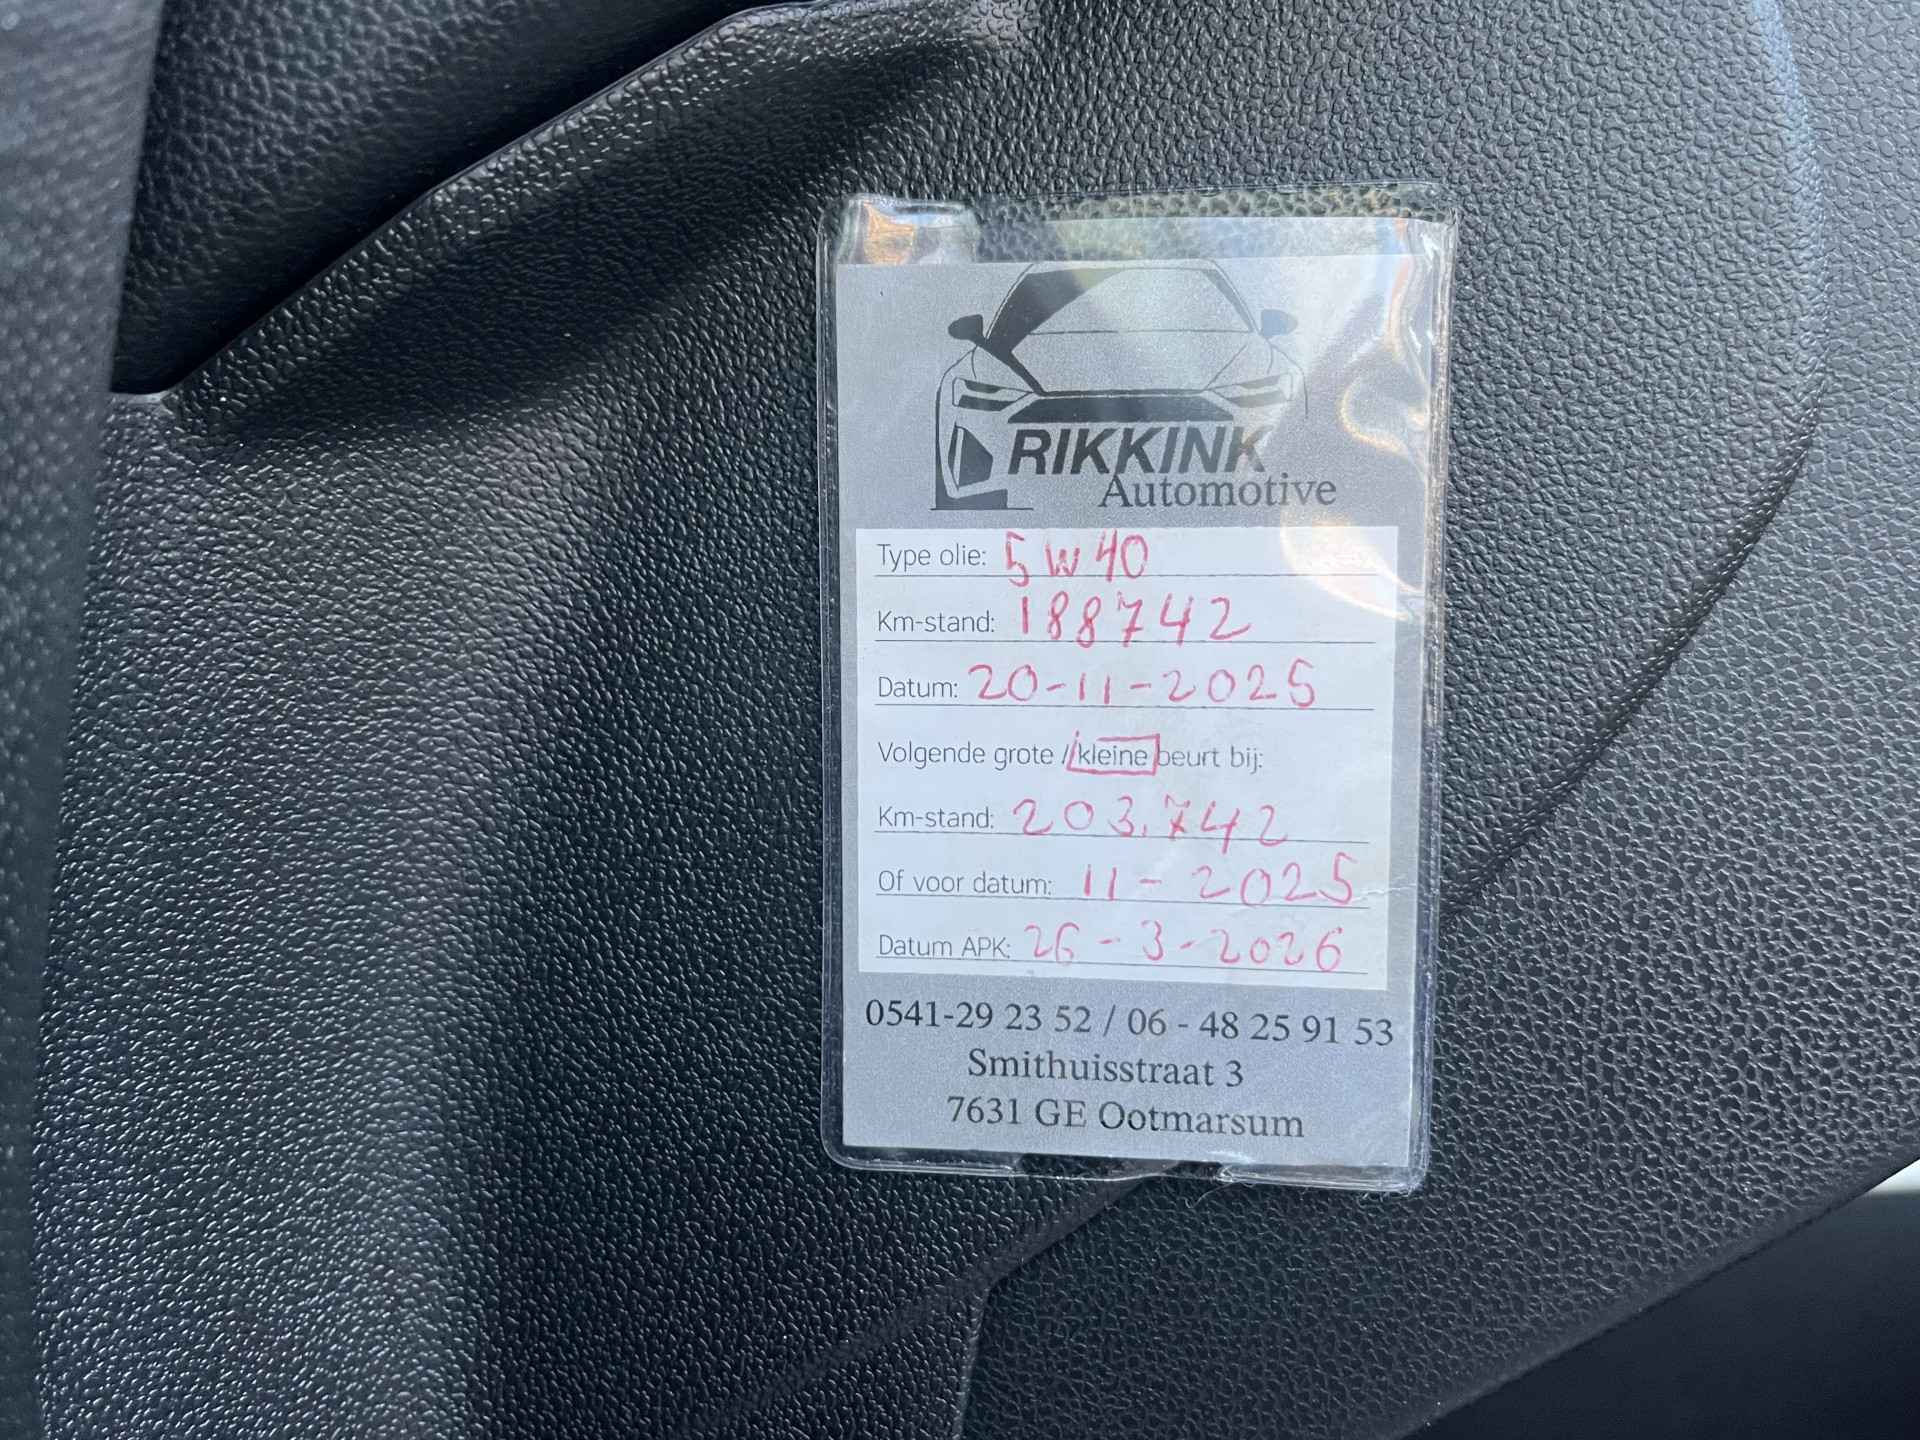 RIKKINK
Automotive
Type olie: 5W40
Km-stand: 188742
Datum: 20-11-2025
Volgende grote / kleine beurt bij:
Km-stand: 203.742
Of voor datum: 11-2025
Datum APK: 26-3-2026
0541-29 23 52 / 06 - 48 25 91 53
Smithuisstraat 3
7631 GE Ootmarsum